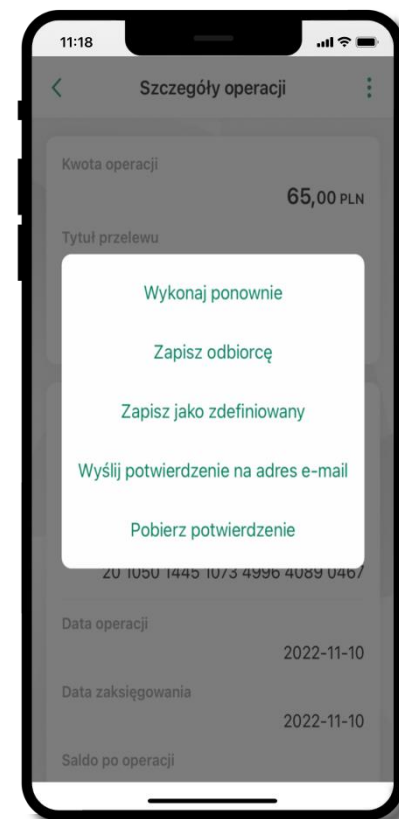 11:18
Szczegóły operacji
Kwota operacji
65,00 PLN
Tytuł przelewu
Wykonaj ponownie
Zapisz odbiorcę
Zapisz jako zdefiniowany
Wyślij potwierdzenie na adres e-mail
Pobierz potwierdzenie
20 1050 1445 1073 4996 4089 0467
Data operacji
2022-11-10
Data zaksięgowania
2022-11-10
Saldo po operacji